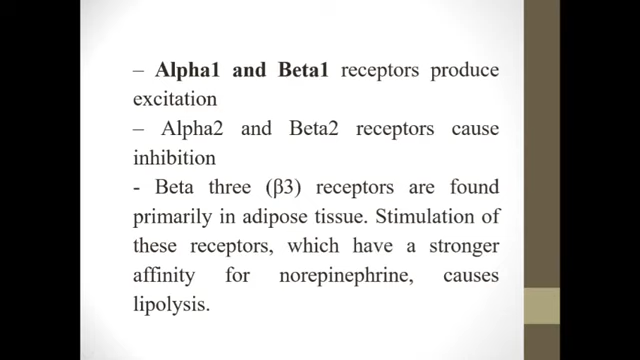 – Alpha1 and Beta1 receptors produce
excitation
– Alpha2 and Beta2 receptors cause
inhibition
- Beta three (β3) receptors are found
primarily in adipose tissue. Stimulation of
these receptors, which have a stronger
affinity for norepinephrine, causes
lipolysis.